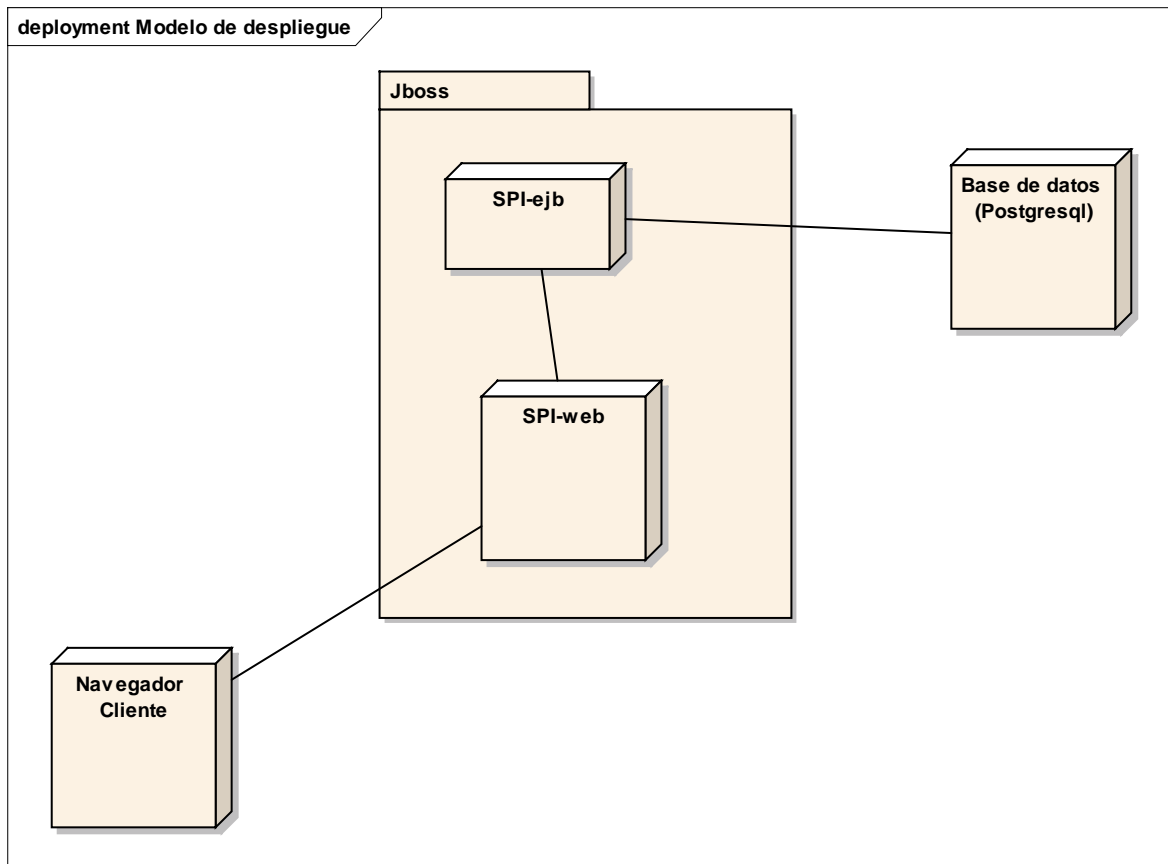 deployment Modelo de despliegue
Jboss
SPI-ejb
Base de datos
(Postgresql)
SPI-web
Navegador
Cliente